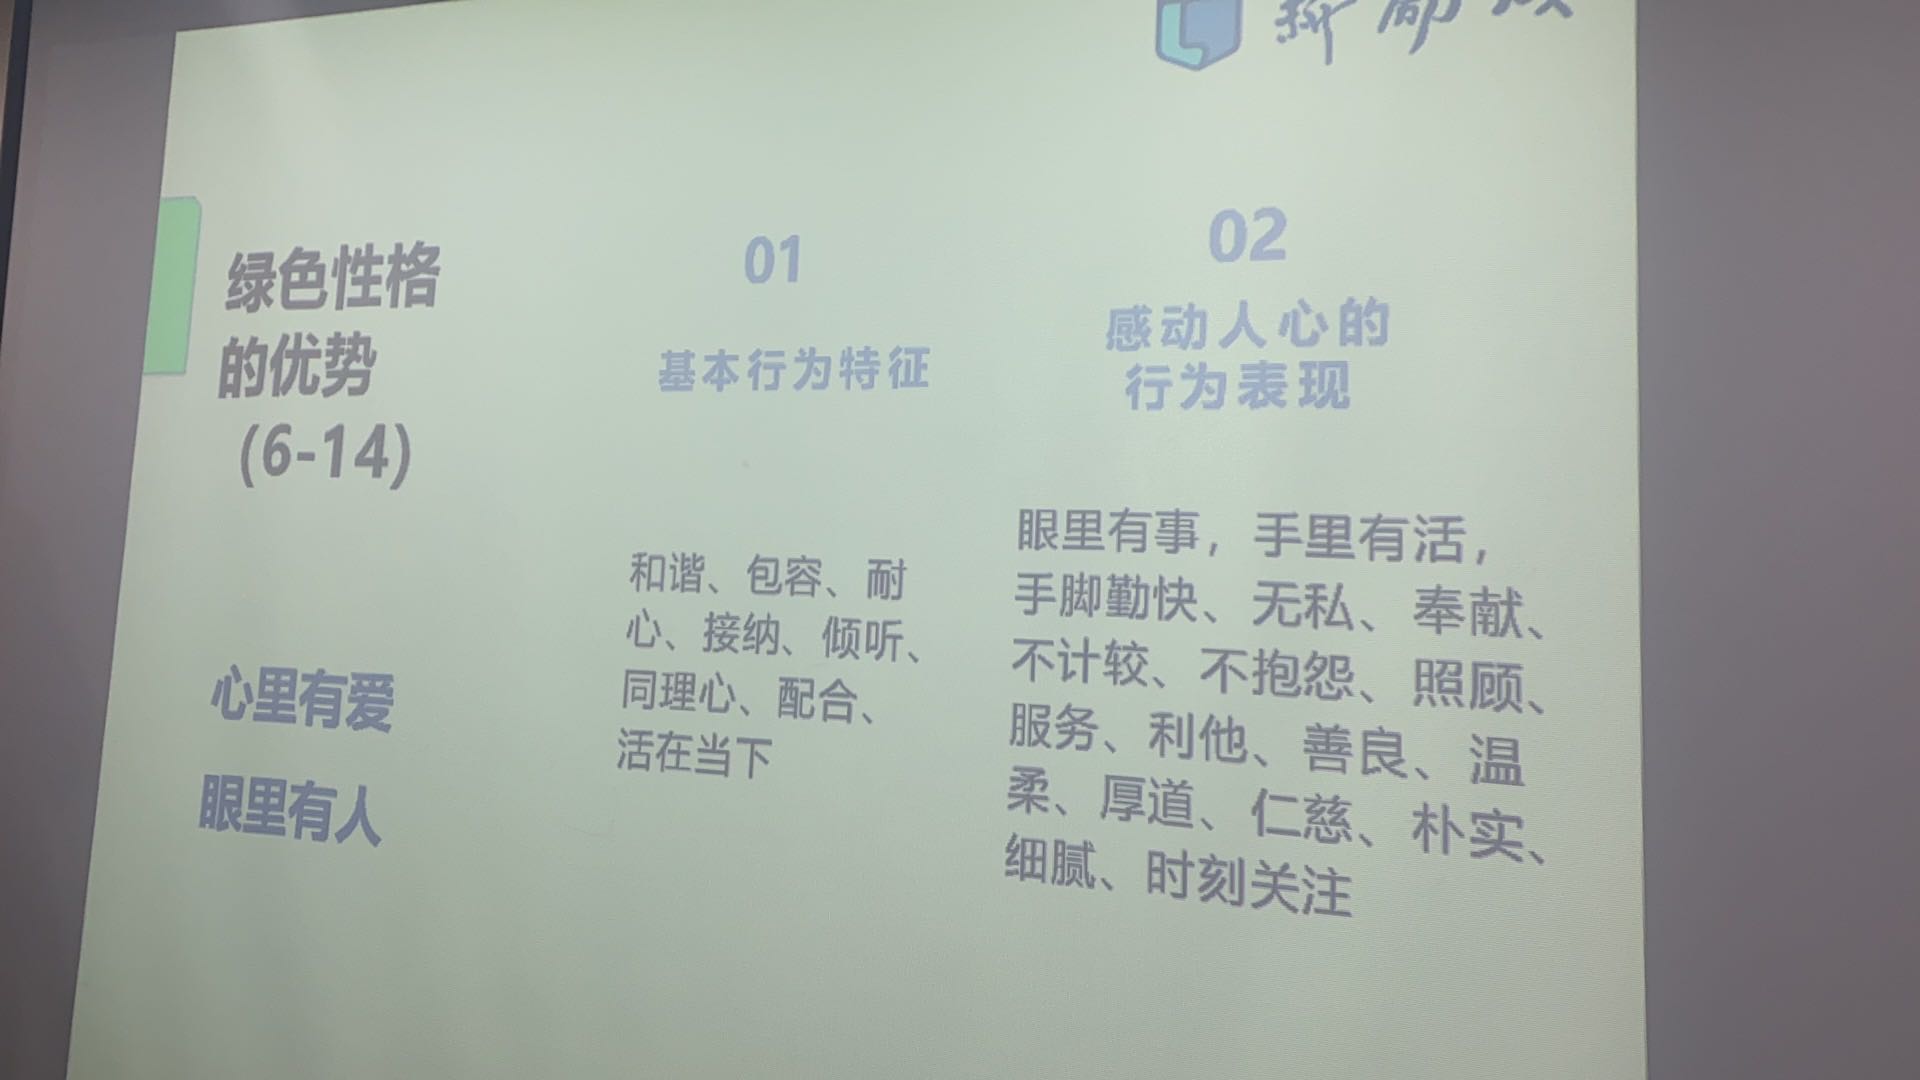 绿色性格
的优势
(6-14)
心里有爱
眼里有人
01
基本行为特征
和谐、包容、耐
心、接纳、倾听、
同理心、配合、
活在当下
02
感动人心的
行为表现
眼里有事，手里有活，
手脚勤快、无私、奉献、
不计较、不抱怨、照顾、
服务、利他、善良、温
柔、厚道、仁慈、朴实、
细腻、时刻关注